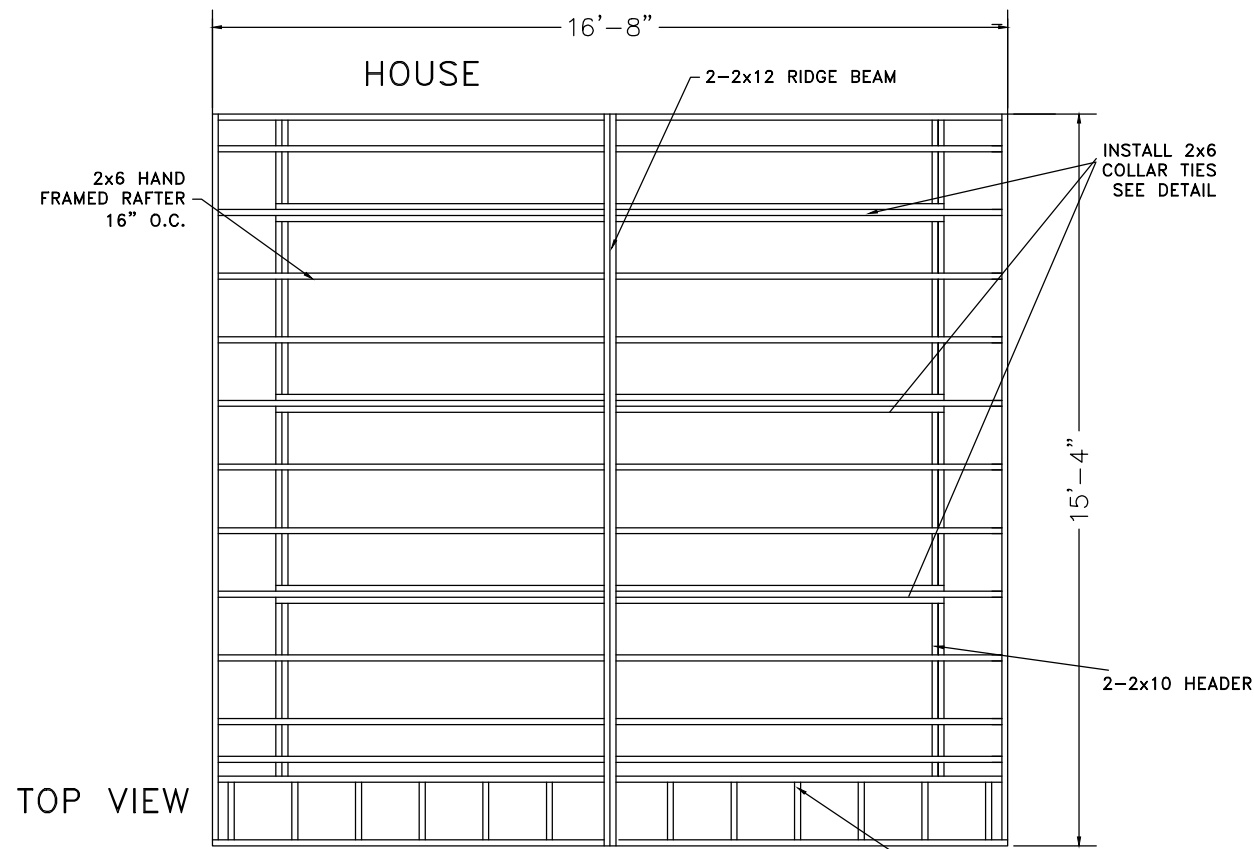 16'-8"
HOUSE
2-2x12 RIDGE BEAM
2x6 HAND
FRAMED RAFTER
16" O.C.
INSTALL 2x6
COLLAR TIES
SEE DETAIL
15'-4"
2-2x10 HEADER
TOP VIEW